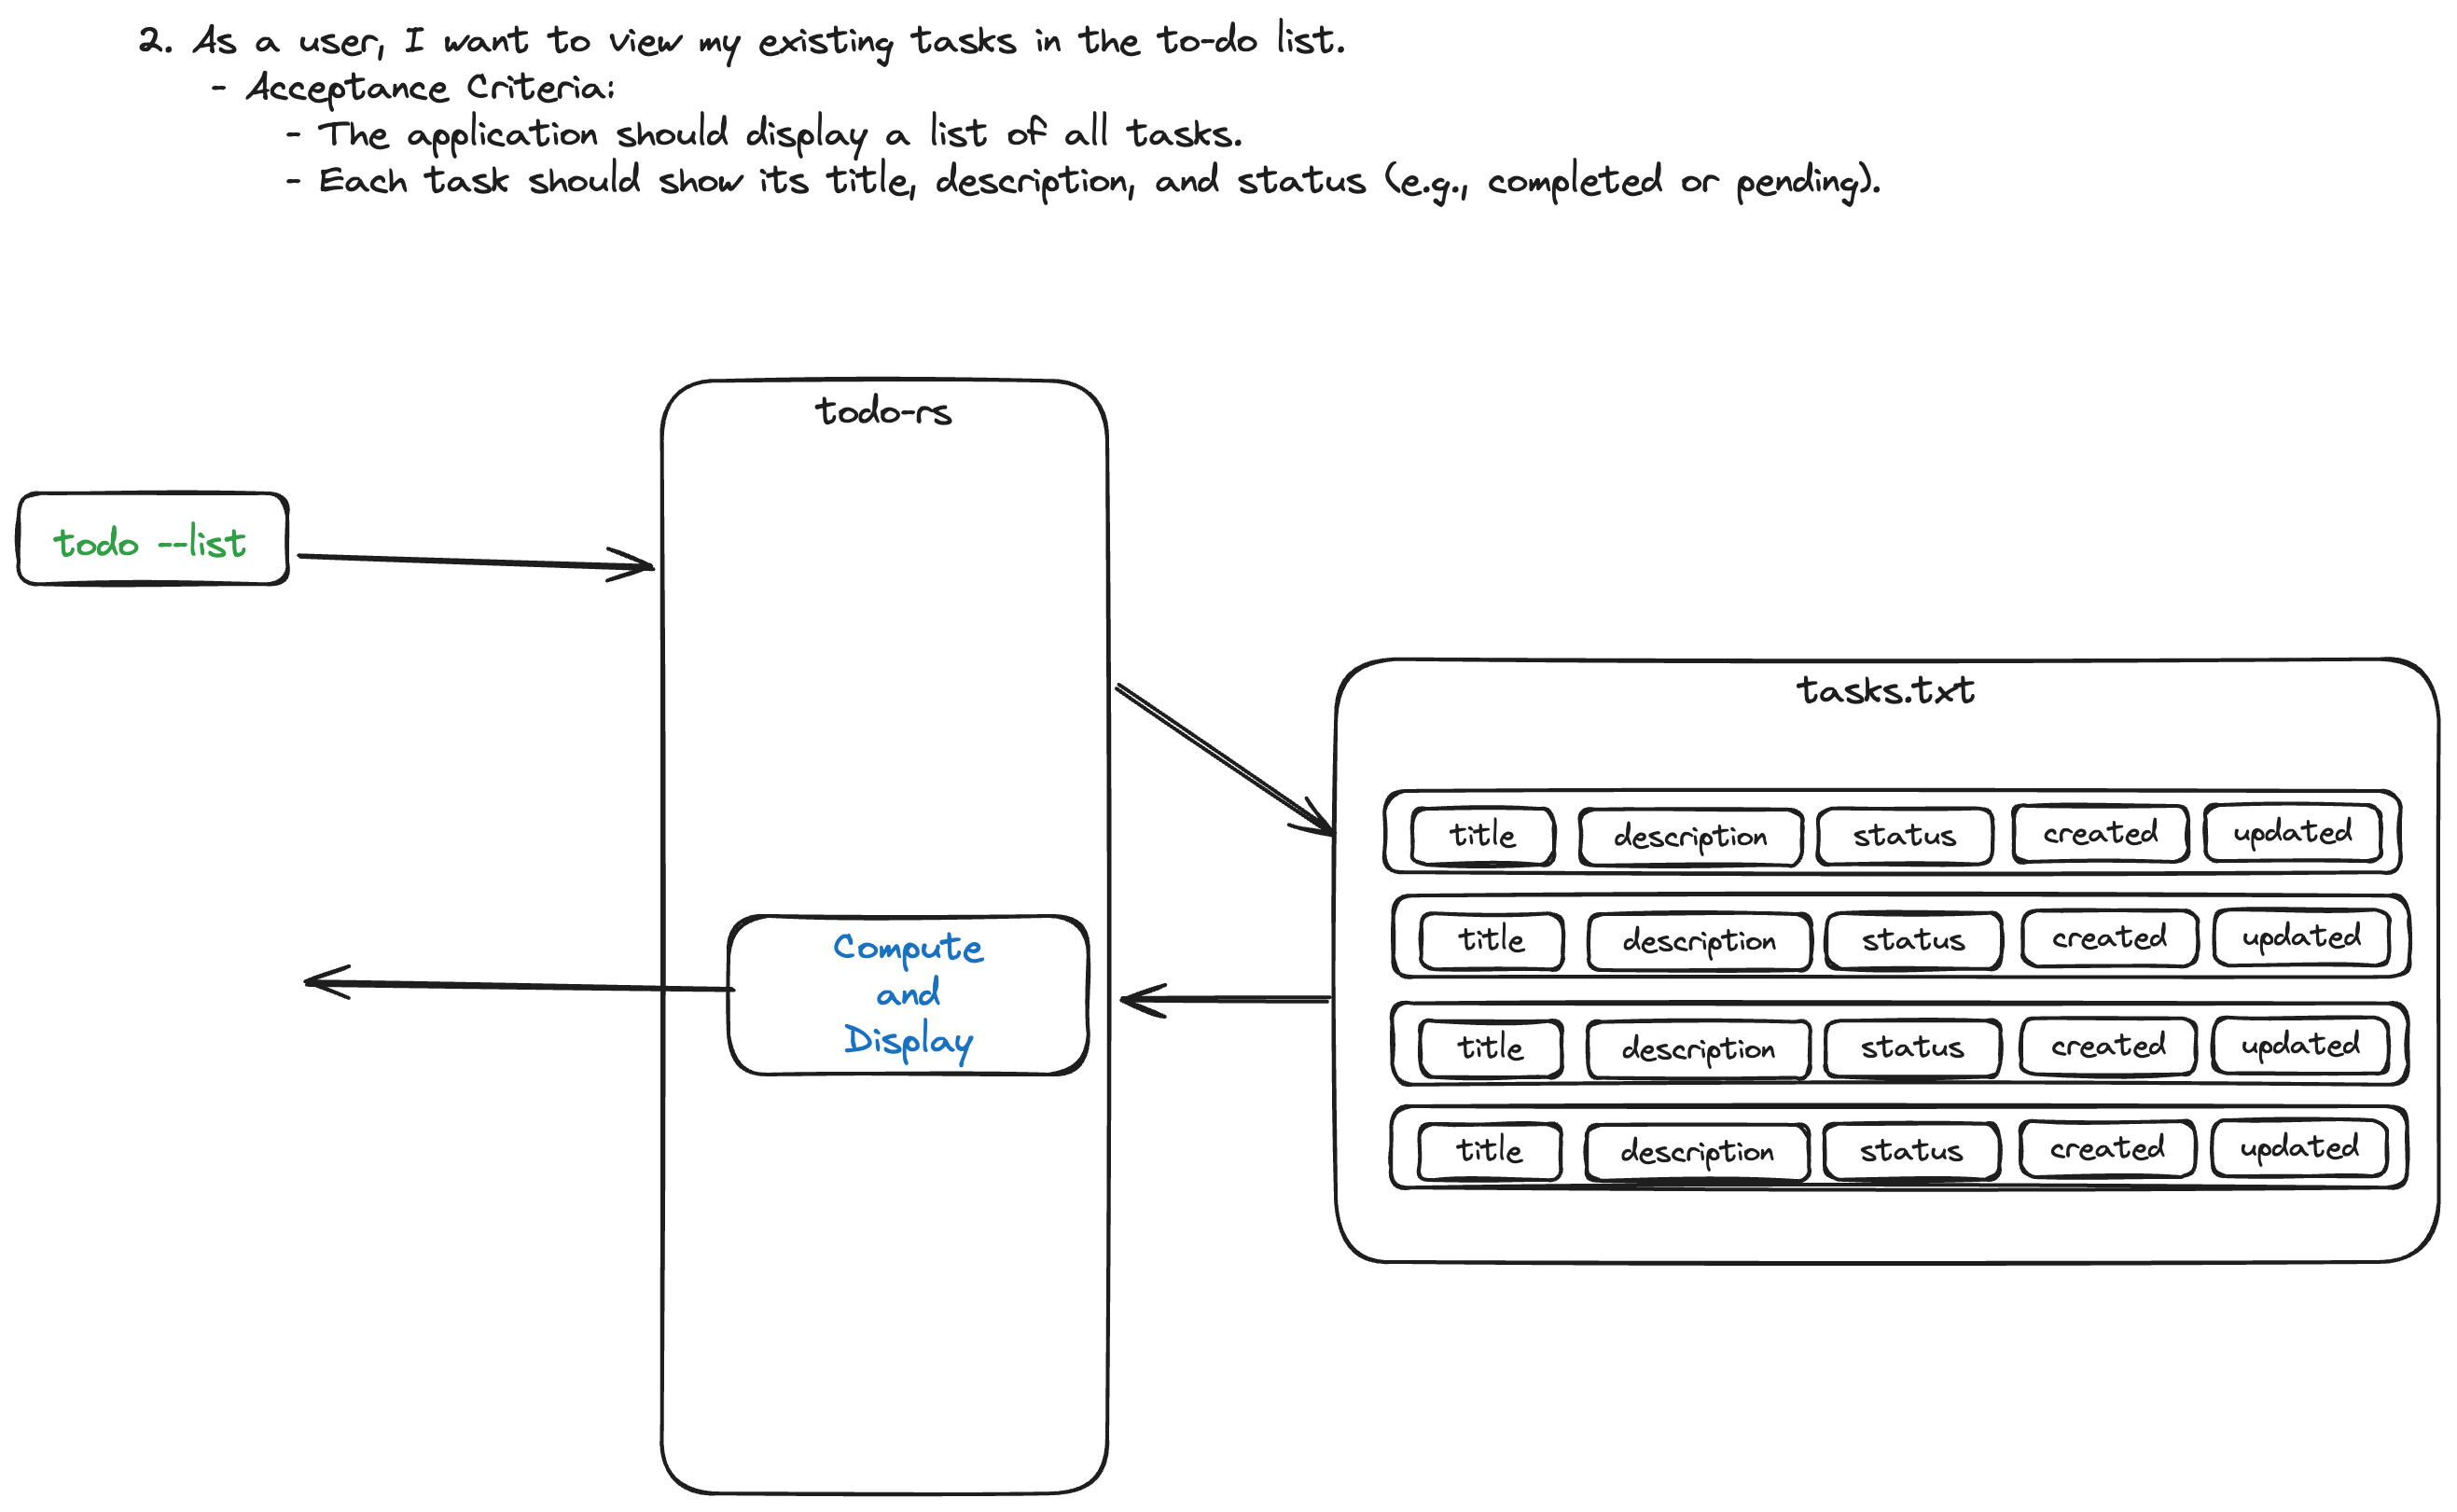 2. As a user, I want to view my existing tasks in the to-do list.
- Acceptance Criteria:
- The application should display a list of all tasks.
- Each task should show its title, description, and status (e.g., completed or pending).
todo-rs
todo --list
tasks.txt
title description status created updated
title description status created updated
title description status created updated
title description status created updated
Compute
and
Display